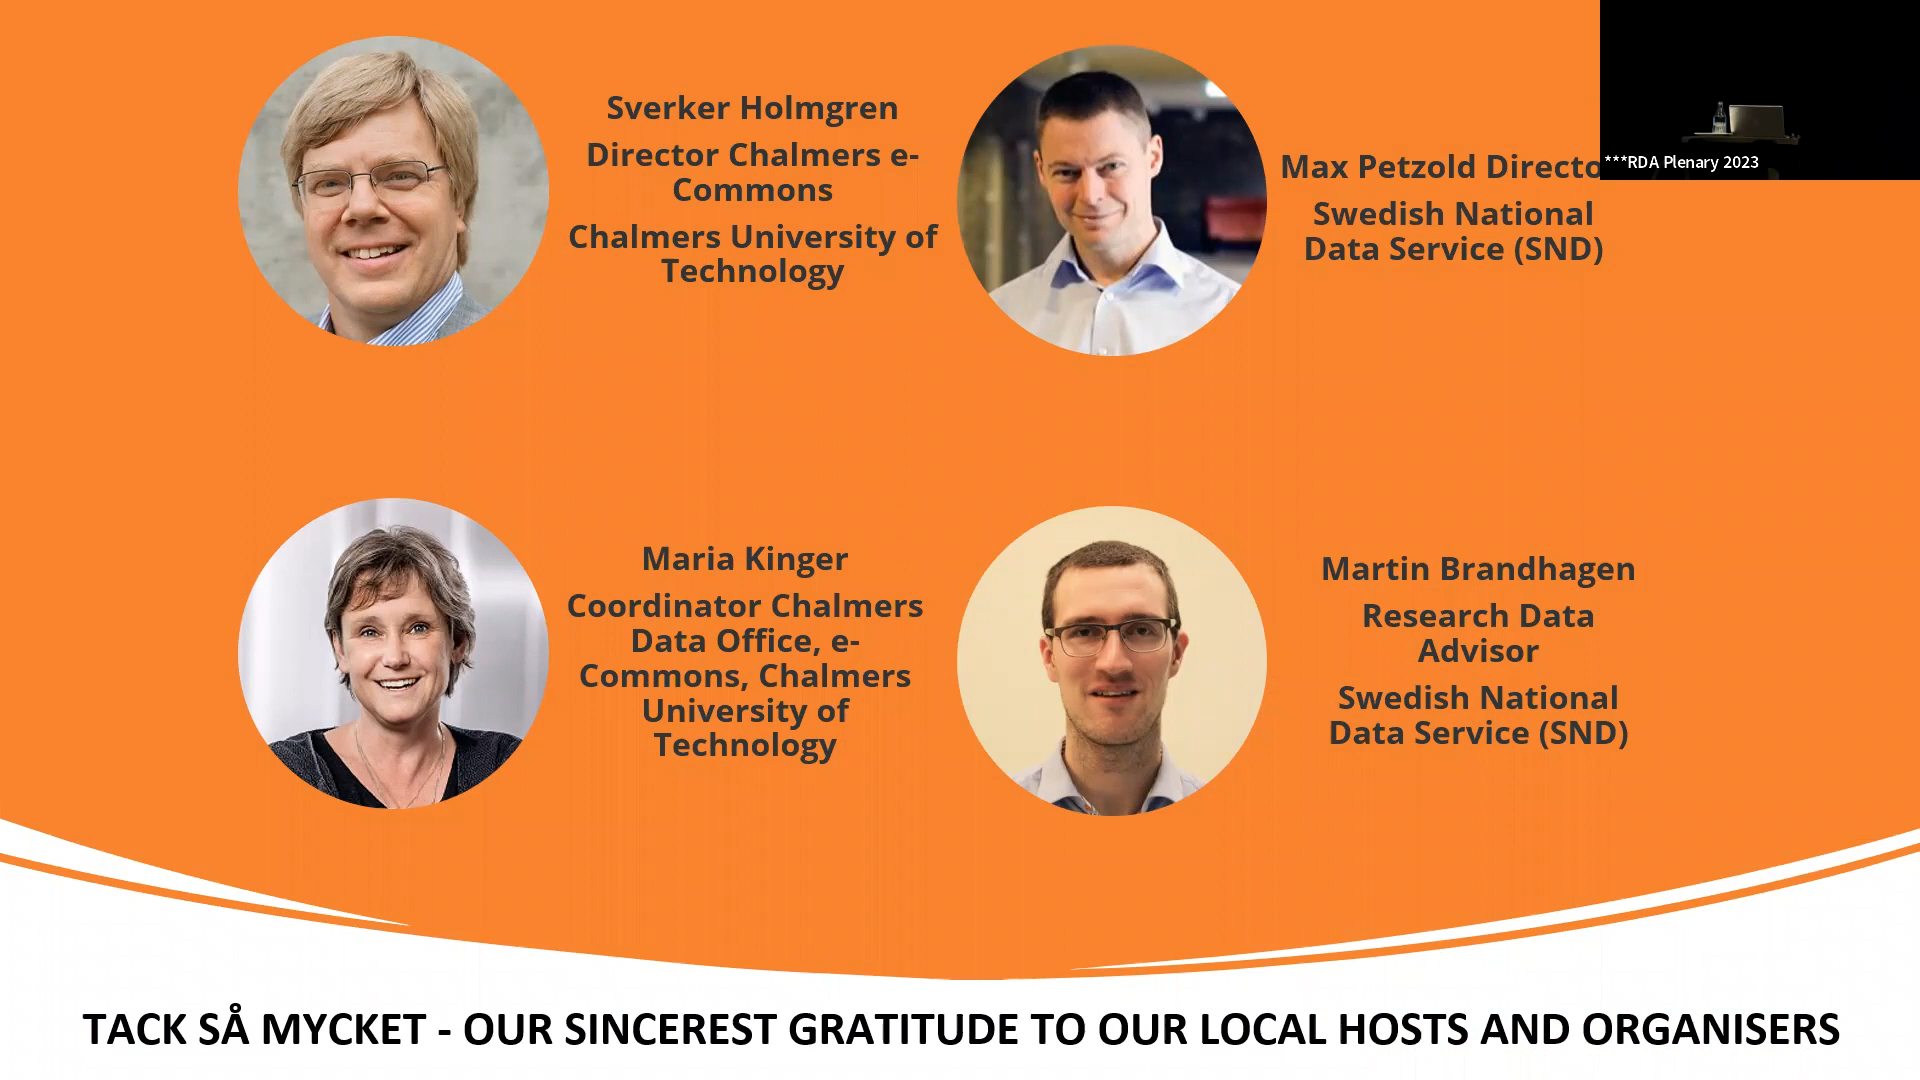 Sverker Holmgren
Director Chalmers e-
Commons
Chalmers University of
Technology
Max Petzold Directo
Swedish National
Data Service (SND)
***RDA Plenary 2023
Maria Kinger
Coordinator Chalmers
Data Office, e-
Commons, Chalmers
University of
Technology
Martin Brandhagen
Research Data
Advisor
Swedish National
Data Service (SND)
TACK SÅ MYCKET - OUR SINCEREST GRATITUDE TO OUR LOCAL HOSTS AND ORGANISERS